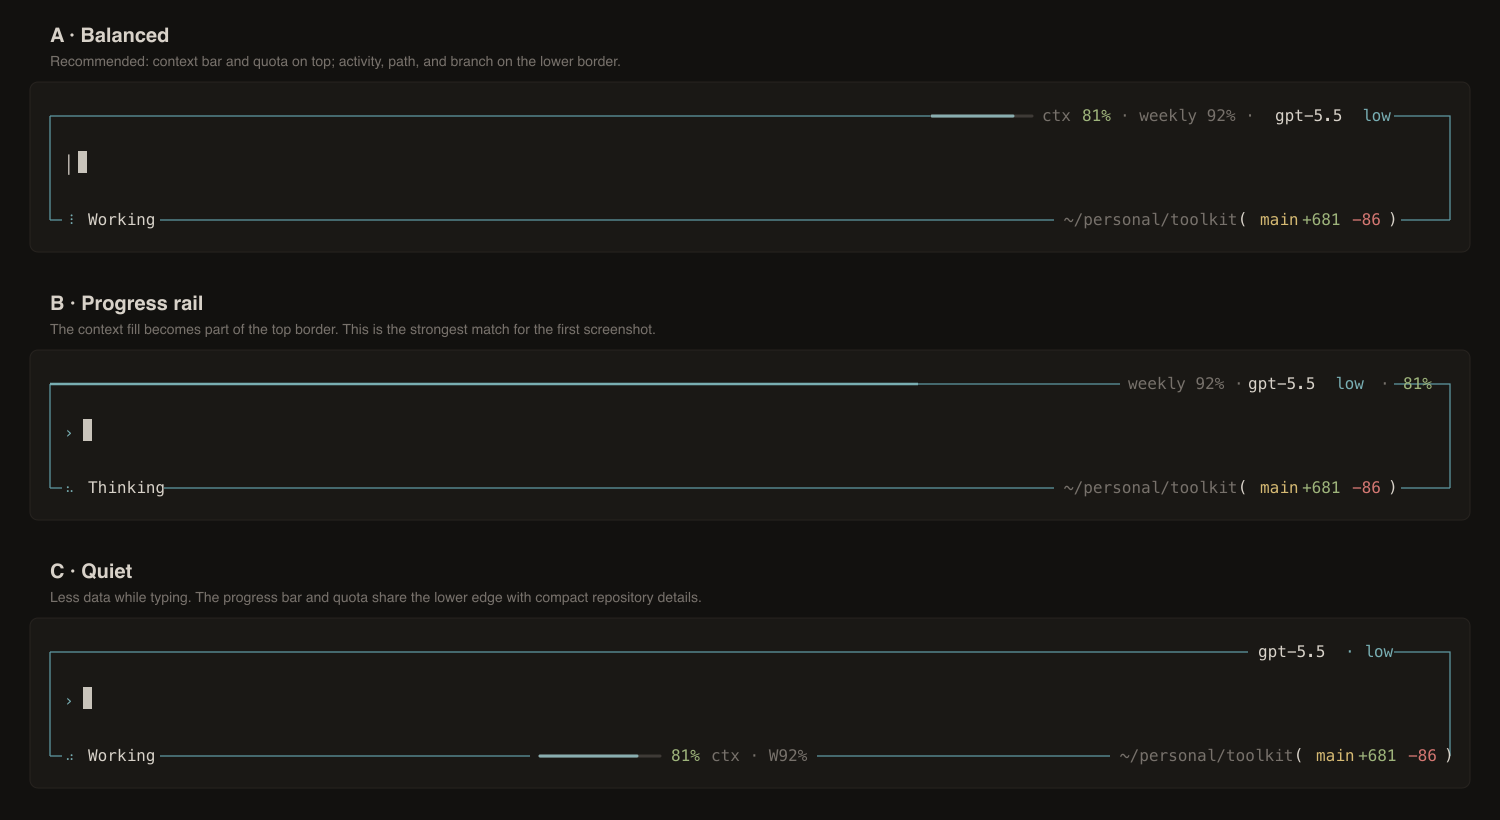 A · Balanced
Recommended: context bar and quota on top; activity, path, and branch on the lower border.
ctx 81% · weekly 92% · gpt-5.5 low
Working
~/personal/toolkit( main +681 −86 )
B · Progress rail
The context fill becomes part of the top border. This is the strongest match for the first screenshot.
weekly 92% · gpt-5.5 low · 81%
›
Thinking
~/personal/toolkit( main +681 −86 )
C · Quiet
Less data while typing. The progress bar and quota share the lower edge with compact repository details.
gpt-5.5 · low
›
Working
81% ctx · W92%
~/personal/toolkit( main +681 −86 )